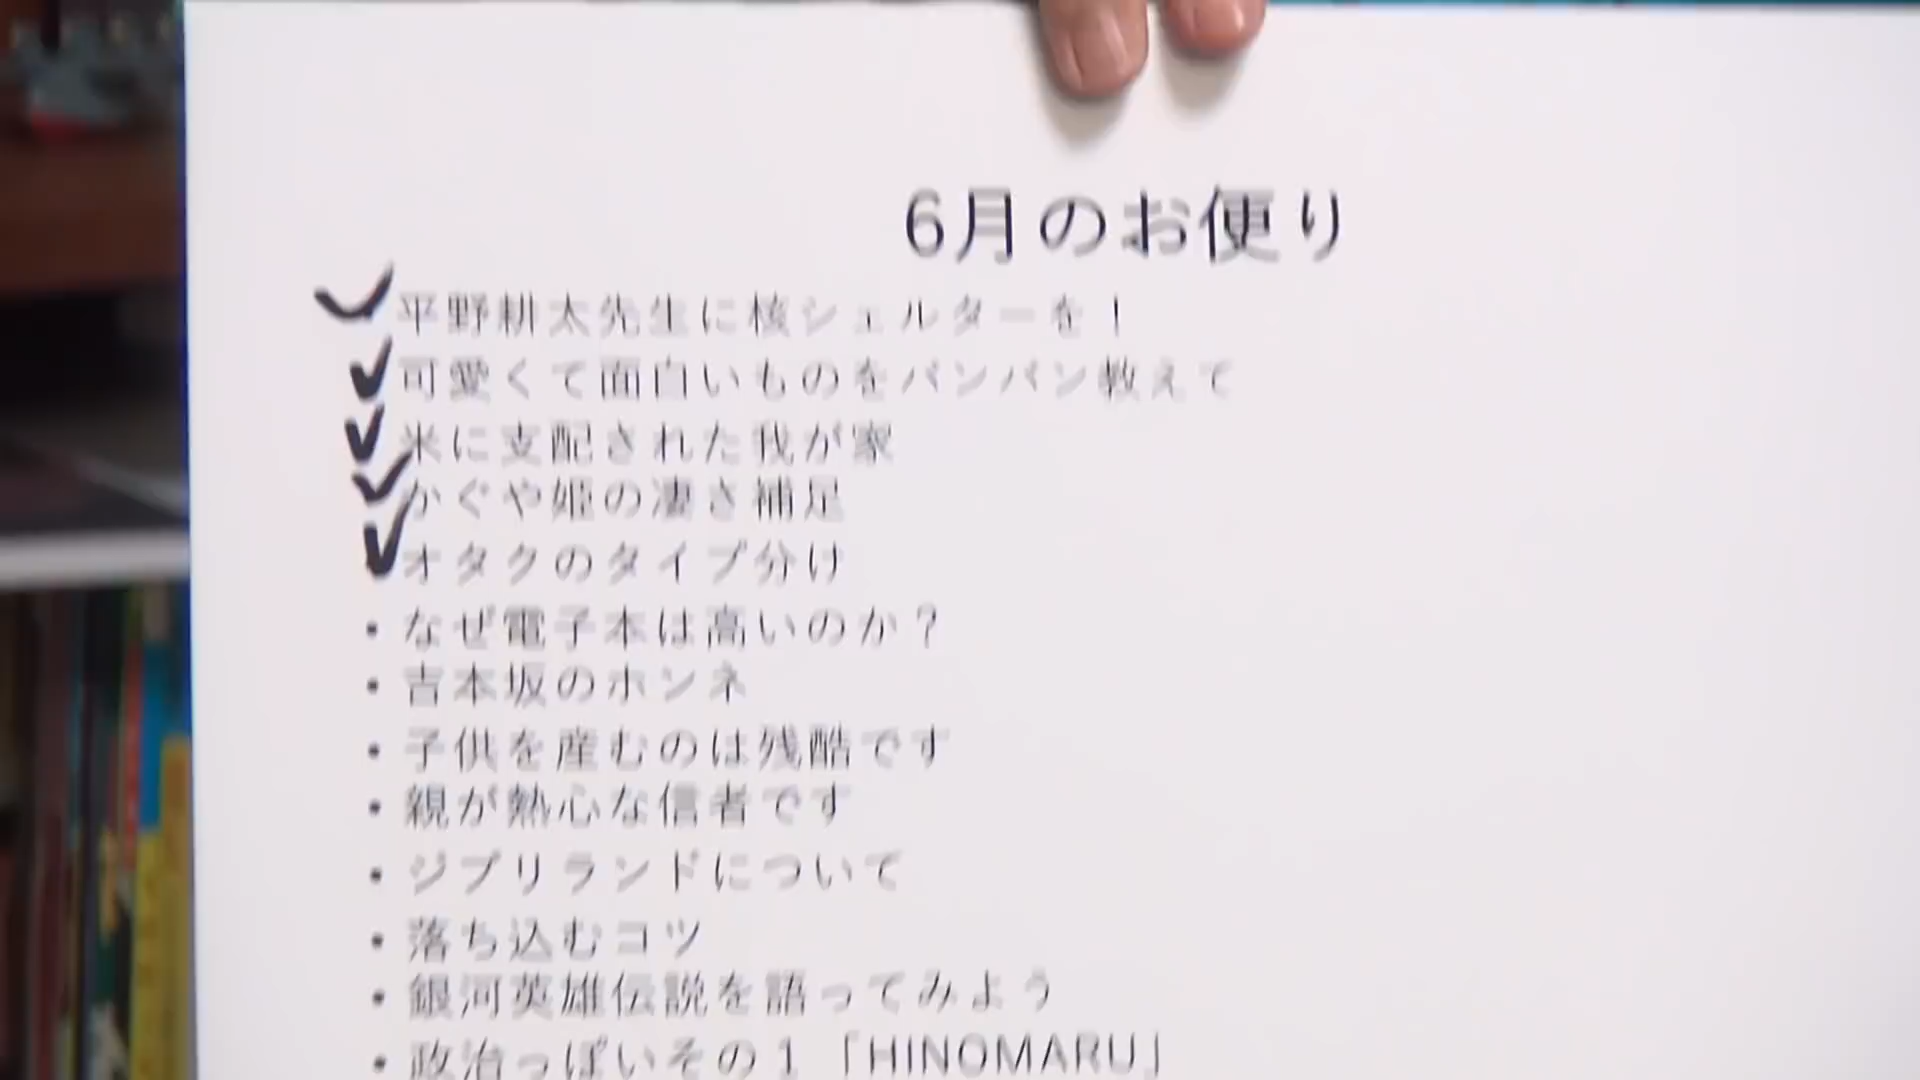 6月のお便り
平野耕太先生に核シェルターを！
可愛くて面白いものをバンバン教えて
米に支配された我が家
かぐや姫の凄さ補足
オタクのタイプ分け
・なぜ電子本は高いのか？
・吉本坂のホンネ
・子供を産むのは残酷です
・親が熱心な信者です
・ジブリランドについて
・落ち込むコツ
・銀河英雄伝説を語ってみよう
・政治っぽいその１「HINOMARU」